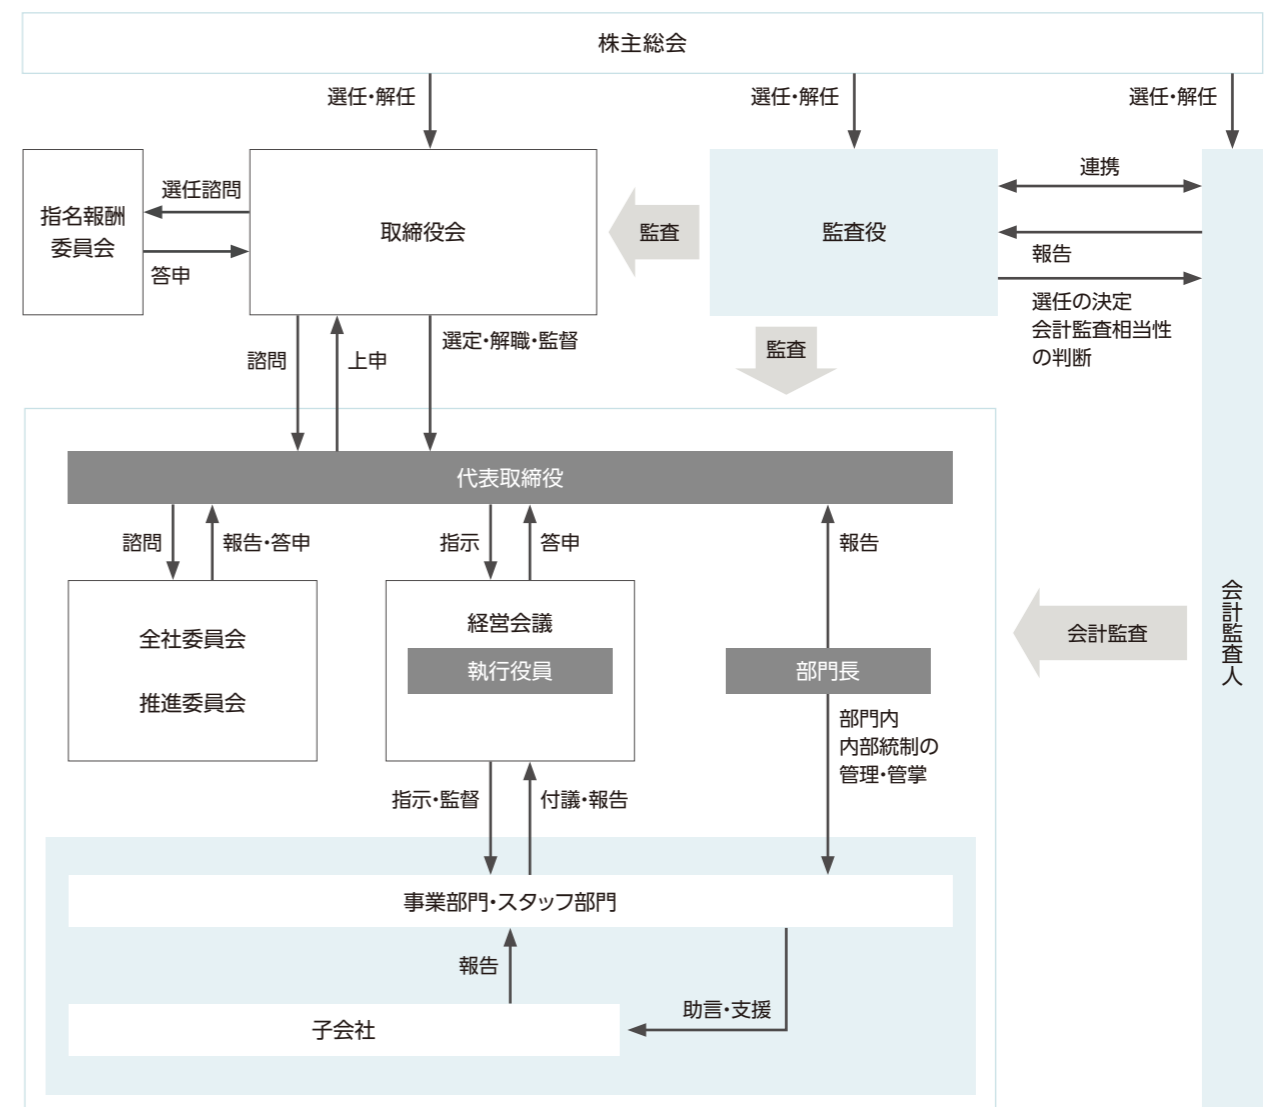 株主総会
選任・解任
選任・解任
選任・解任
指名報酬
委員会
選任諮問
答申
取締役会
監査
監査役
連携
報告
選任の決定
会計監査相当性
の判断
諮問
上申
選定・解職・監督
監査
代表取締役
諮問
報告・答申
指示
答申
報告
全社委員会
推進委員会
経営会議
執行役員
部門長
会計監査
会計監査人
部門内
内部統制の
管理・管掌
指示・監督
付議・報告
事業部門・スタッフ部門
報告
助言・支援
子会社